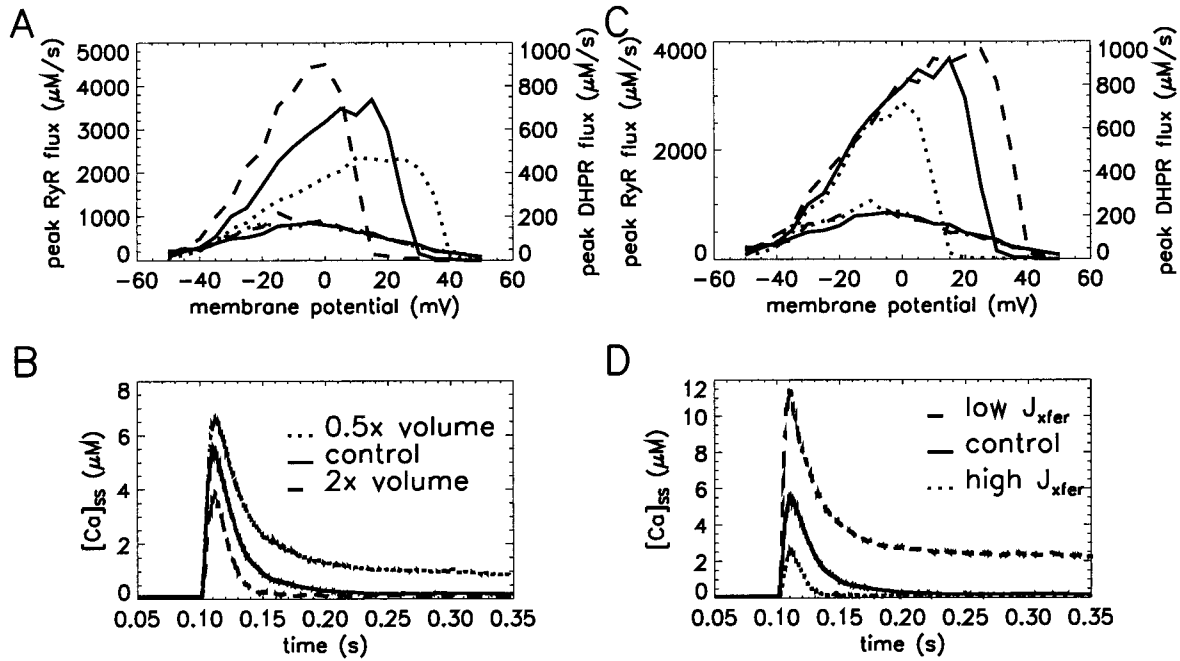 A
peak RyR flux (μM/s)
5000
4000
3000
2000
1000
0
1000
800
600
400
200
0
peak DHPR flux (μM/s)
−60 −40 −20 0 20 40 60
membrane potential (mV)
C
peak RyR flux (μM/s)
4000
2000
0
1000
800
600
400
200
0
peak DHPR flux (μM/s)
−60 −40 −20 0 20 40 60
membrane potential (mV)
B
[Ca]ss (μM)
8
6
4
2
0
0.5x volume
control
2x volume
0.05 0.10 0.15 0.20 0.25 0.30 0.35
time (s)
D
[Ca]ss (μM)
12
10
8
6
4
2
0
low Jxfer
control
high Jxfer
0.05 0.10 0.15 0.20 0.25 0.30 0.35
time (s)